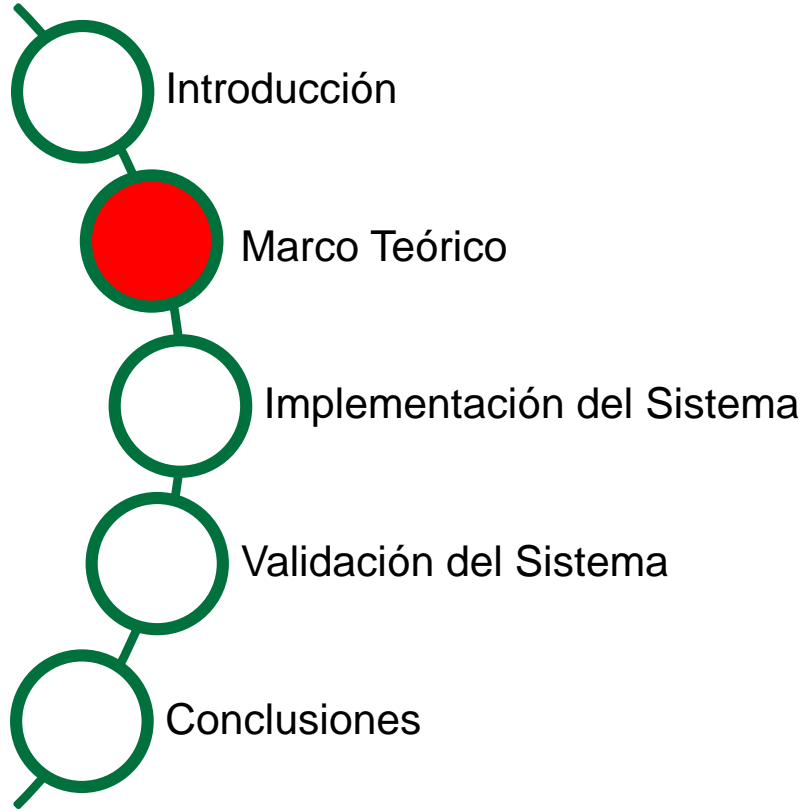 Introducción
Marco Teórico
Implementación del Sistema
Validación del Sistema
Conclusiones